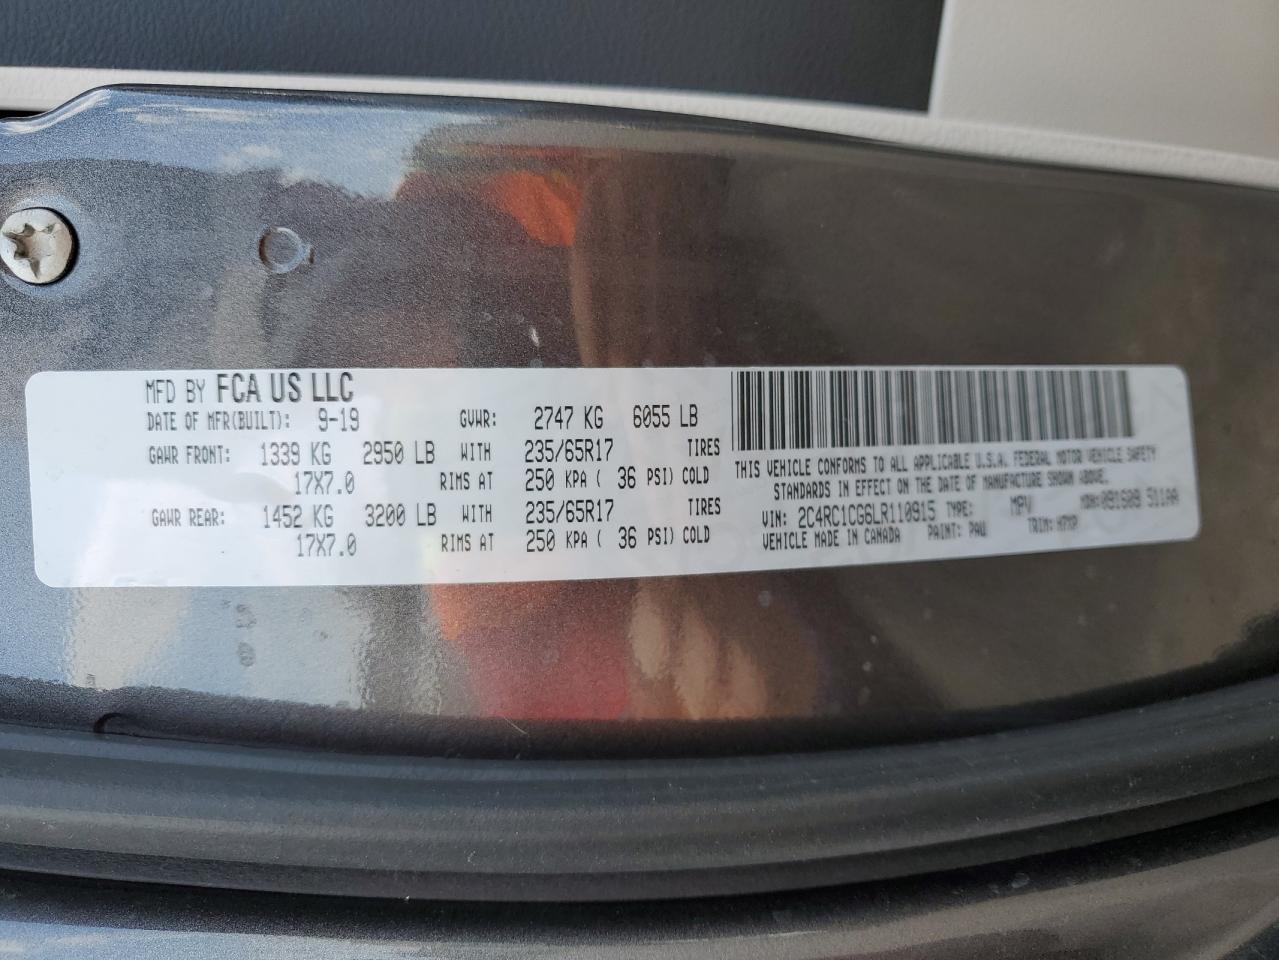 MFD BY FCA US LLC
DATE OF MFR(BUILT): 9-19 GVWR: 2747 KG 6055 LB
GAWR FRONT: 1339 KG 2950 LB WITH 235/65R17 TIRES
17X7.0 RIMS AT 250 KPA ( 36 PSI) COLD
GAWR REAR: 1452 KG 3200 LB WITH 235/65R17 TIRES
17X7.0 RIMS AT 250 KPA ( 36 PSI) COLD
THIS VEHICLE CONFORMS TO ALL APPLICABLE U.S.A. FEDERAL MOTOR VEHICLE SAFETY
STANDARDS IN EFFECT ON THE DATE OF MANUFACTURE SHOWN ABOVE.
VIN: 2C4RC1CG6LR110915 TYPE: MPV MDH: 091609 511AA
VEHICLE MADE IN CANADA PAINT: PAU TRIM: